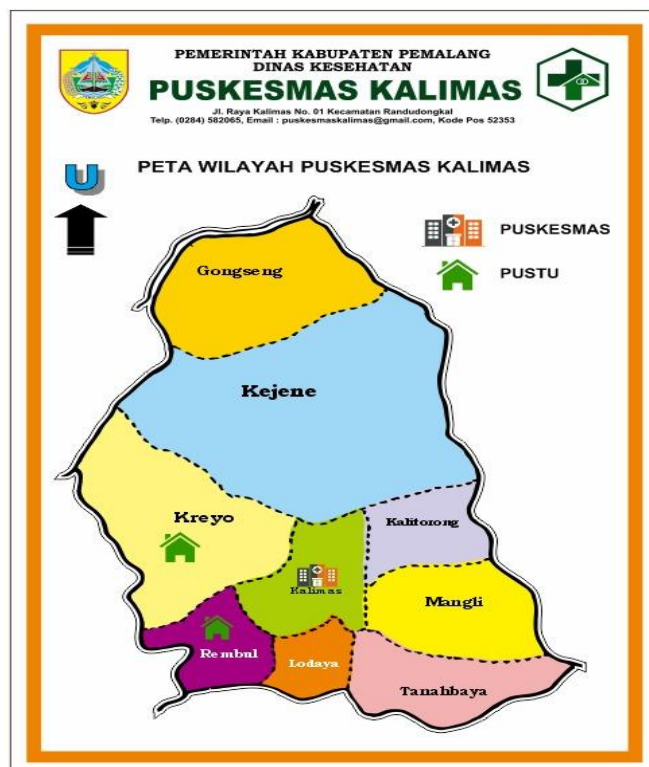 PEMERINTAH KABUPATEN PEMALANG
DINAS KESEHATAN
PUSKESMAS KALIMAS
Jl. Raya Kalimas No. 01 Kecamatan Randudongkal
Telp. (0284) 582065, Email : puskesmaskalimas@gmail.com, Kode Pos 52353
PETA WILAYAH PUSKESMAS KALIMAS
U
PUSKESMAS
PUSTU
Gongseng
Kejene
Kreyo
Kalitorong
Kalimas
Mangli
Rembul
Lodaya
Tanahbaya